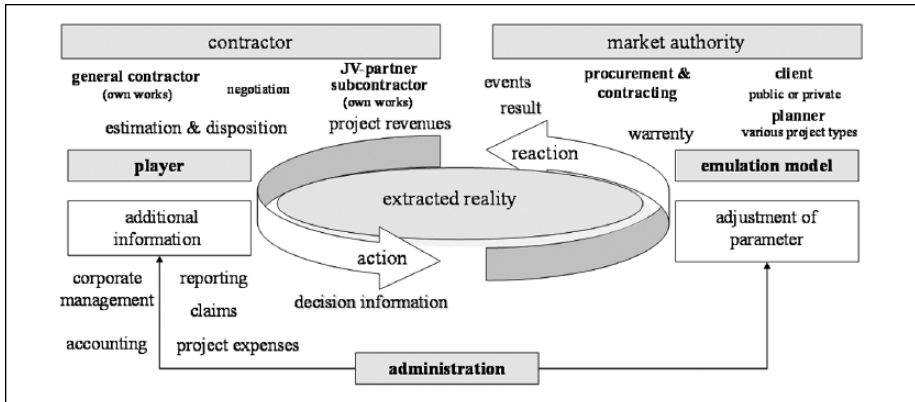 contractor
market authority
general contractor
(own works)
negotiation
JV-partner
subcontractor
(own works)
estimation & disposition
project revenues
events
result
procurement &
contracting
client
public or private
planner
various project types
warrenty
player
reaction
emulation model
extracted reality
additional
information
adjustment of
parameter
action
decision information
corporate
management
reporting
claims
accounting
project expenses
administration